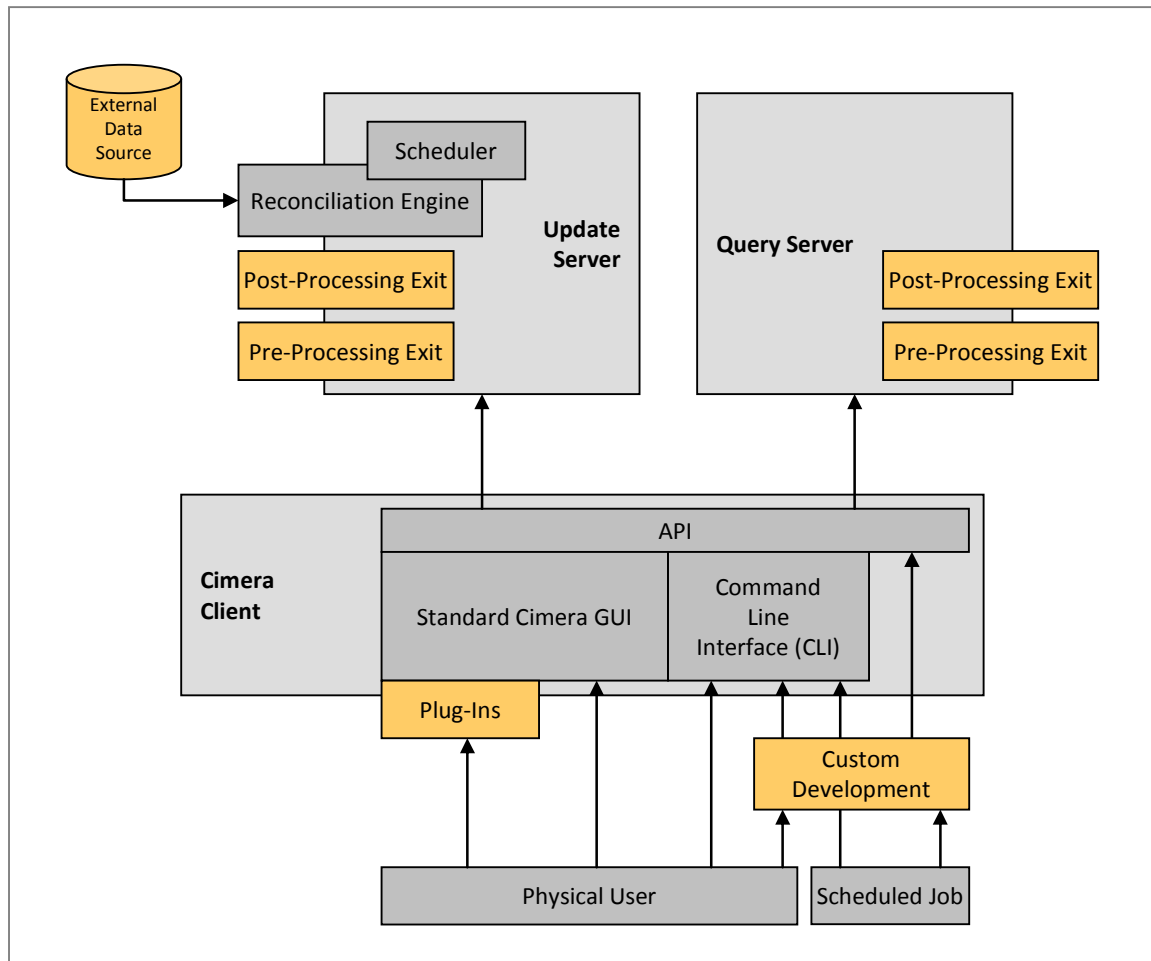 External
Data
Source
Scheduler
Reconciliation Engine
Update
Server
Post-Processing Exit
Pre-Processing Exit
Query Server
Post-Processing Exit
Pre-Processing Exit
API
Cimera
Client
Standard Cimera GUI
Command
Line
Interface (CLI)
Plug-Ins
Custom
Development
Physical User
Scheduled Job